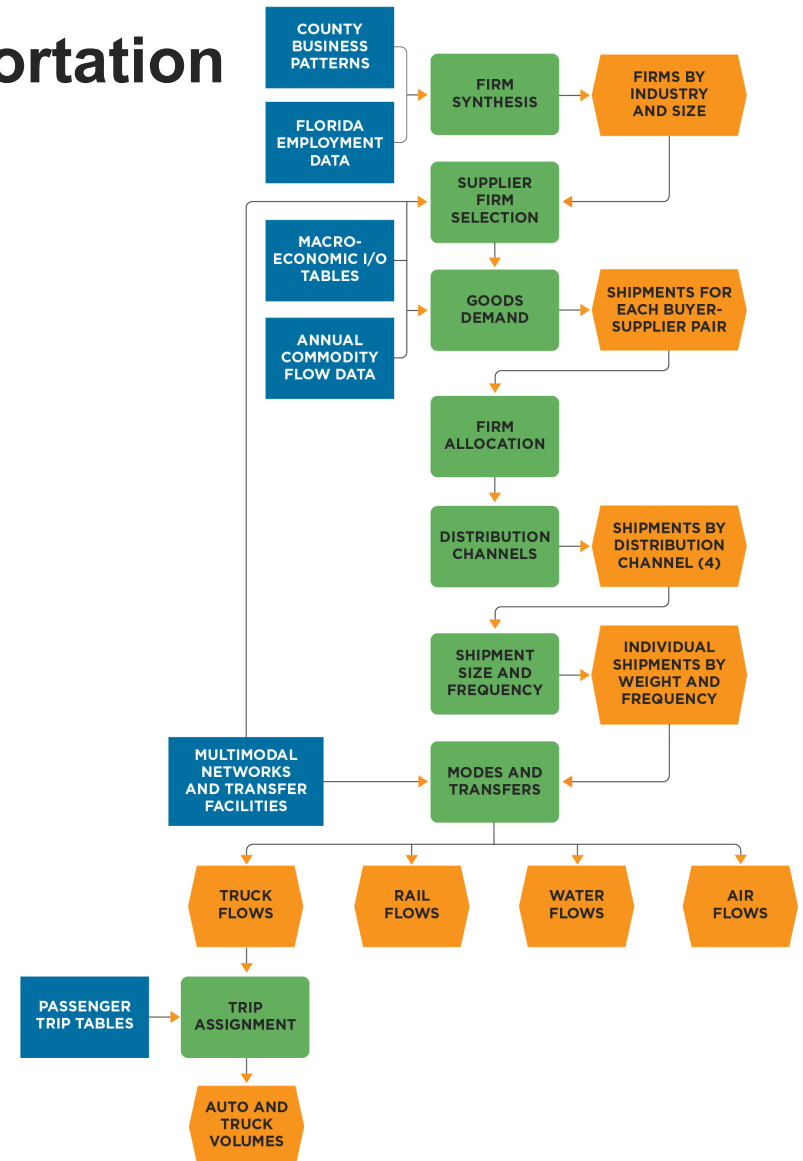 ortation
COUNTY
BUSINESS
PATTERNS
FIRM
SYNTHESIS
FIRMS BY
INDUSTRY
AND SIZE
FLORIDA
EMPLOYMENT
DATA
SUPPLIER
FIRM
SELECTION
MACRO-
ECONOMIC I/O
TABLES
GOODS
DEMAND
SHIPMENTS FOR
EACH BUYER-
SUPPLIER PAIR
ANNUAL
COMMODITY
FLOW DATA
FIRM
ALLOCATION
DISTRIBUTION
CHANNELS
SHIPMENTS BY
DISTRIBUTION
CHANNEL (4)
SHIPMENT
SIZE AND
FREQUENCY
INDIVIDUAL
SHIPMENTS BY
WEIGHT AND
FREQUENCY
MULTIMODAL
NETWORKS
AND TRANSFER
FACILITIES
MODES AND
TRANSFERS
TRUCK
FLOWS
RAIL
FLOWS
WATER
FLOWS
AIR
FLOWS
PASSENGER
TRIP TABLES
TRIP
ASSIGNMENT
AUTO AND
TRUCK
VOLUMES